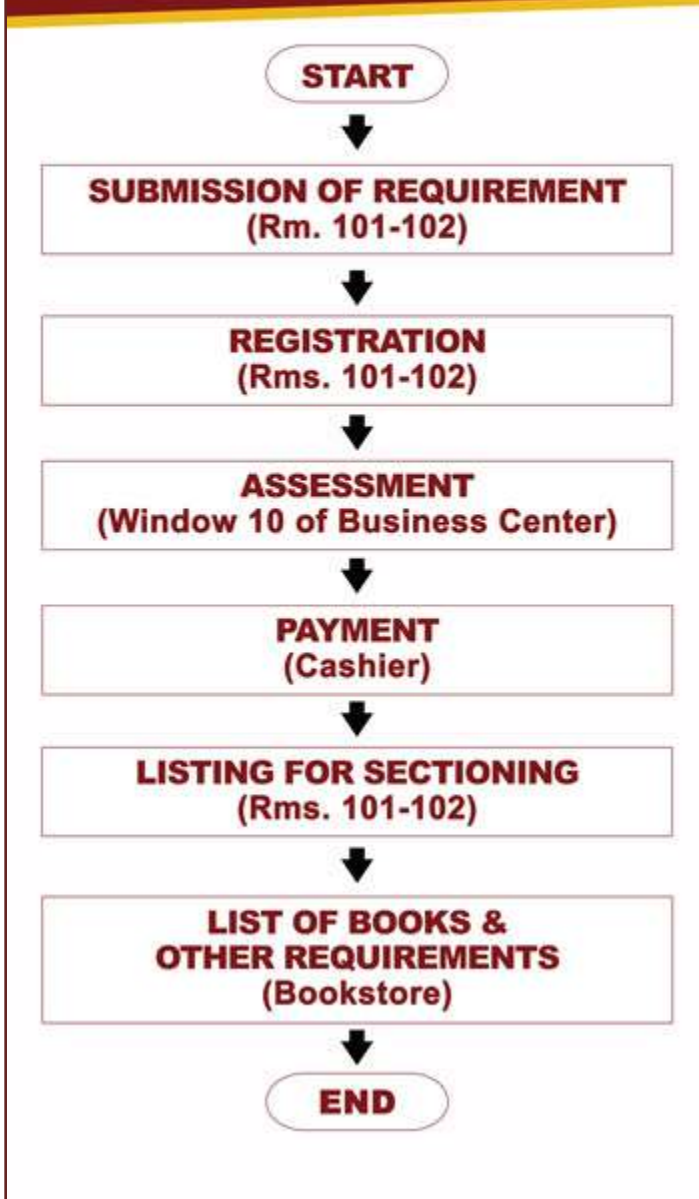 START
SUBMISSION OF REQUIREMENT
(Rm. 101-102)
REGISTRATION
(Rms. 101-102)
ASSESSMENT
(Window 10 of Business Center)
PAYMENT
(Cashier)
LISTING FOR SECTIONING
(Rms. 101-102)
LIST OF BOOKS &
OTHER REQUIREMENTS
(Bookstore)
END